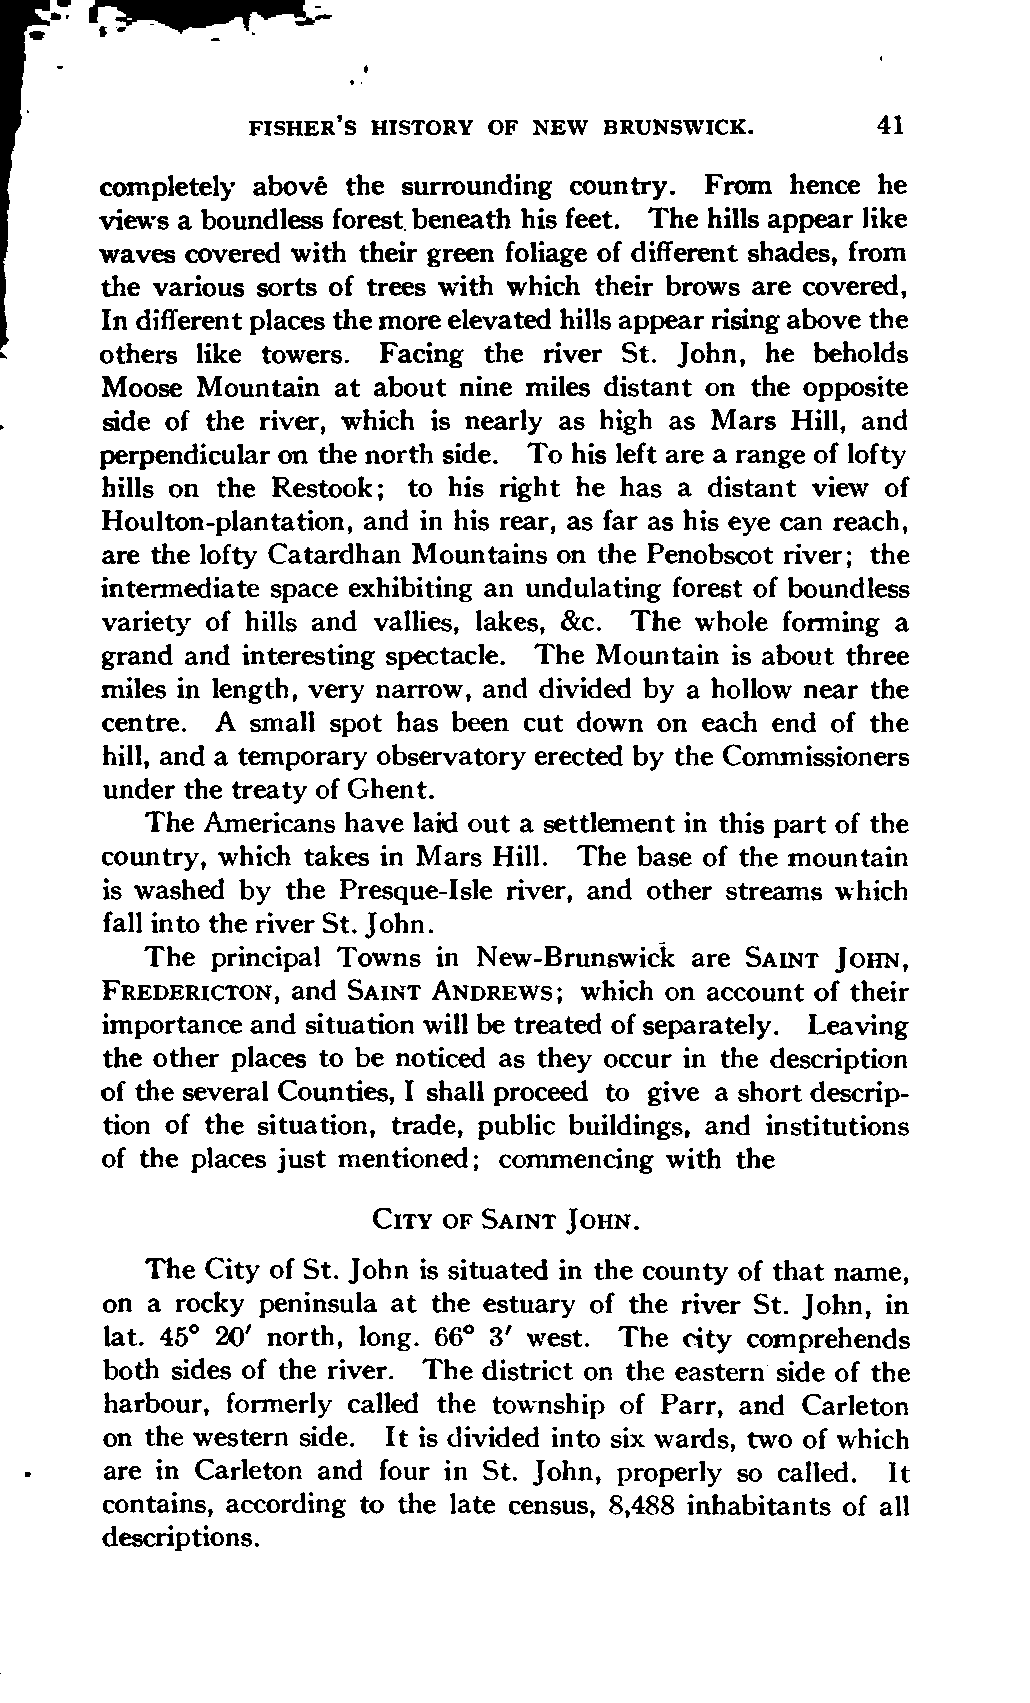 FISHER'S HISTORY OF NEW BRUNSWICK. 41
completely above the surrounding country. From hence he
views a boundless forest beneath his feet. The hills appear like
waves covered with their green foliage of different shades, from
the various sorts of trees with which their brows are covered,
In different places the more elevated hills appear rising above the
others like towers. Facing the river St. John, he beholds
Moose Mountain at about nine miles distant on the opposite
side of the river, which is nearly as high as Mars Hill, and
perpendicular on the north side. To his left are a range of lofty
hills on the Restook; to his right he has a distant view of
Houlton-plantation, and in his rear, as far as his eye can reach,
are the lofty Catardhan Mountains on the Penobscot river; the
intermediate space exhibiting an undulating forest of boundless
variety of hills and vallies, lakes, &c. The whole forming a
grand and interesting spectacle. The Mountain is about three
miles in length, very narrow, and divided by a hollow near the
centre. A small spot has been cut down on each end of the
hill, and a temporary observatory erected by the Commissioners
under the treaty of Ghent.
The Americans have laid out a settlement in this part of the
country, which takes in Mars Hill. The base of the mountain
is washed by the Presque-Isle river, and other streams which
fall into the river St. John.
The principal Towns in New-Brunswick are SAINT JOHN,
FREDERICTON, and SAINT ANDREWS; which on account of their
importance and situation will be treated of separately. Leaving
the other places to be noticed as they occur in the description
of the several Counties, I shall proceed to give a short descrip-
tion of the situation, trade, public buildings, and institutions
of the places just mentioned; commencing with the
CITY OF SAINT JOHN.
The City of St. John is situated in the county of that name,
on a rocky peninsula at the estuary of the river St. John, in
lat. 45° 20′ north, long. 66° 3′ west. The city comprehends
both sides of the river. The district on the eastern side of the
harbour, formerly called the township of Parr, and Carleton
on the western side. It is divided into six wards, two of which
are in Carleton and four in St. John, properly so called. It
contains, according to the late census, 8,488 inhabitants of all
descriptions.